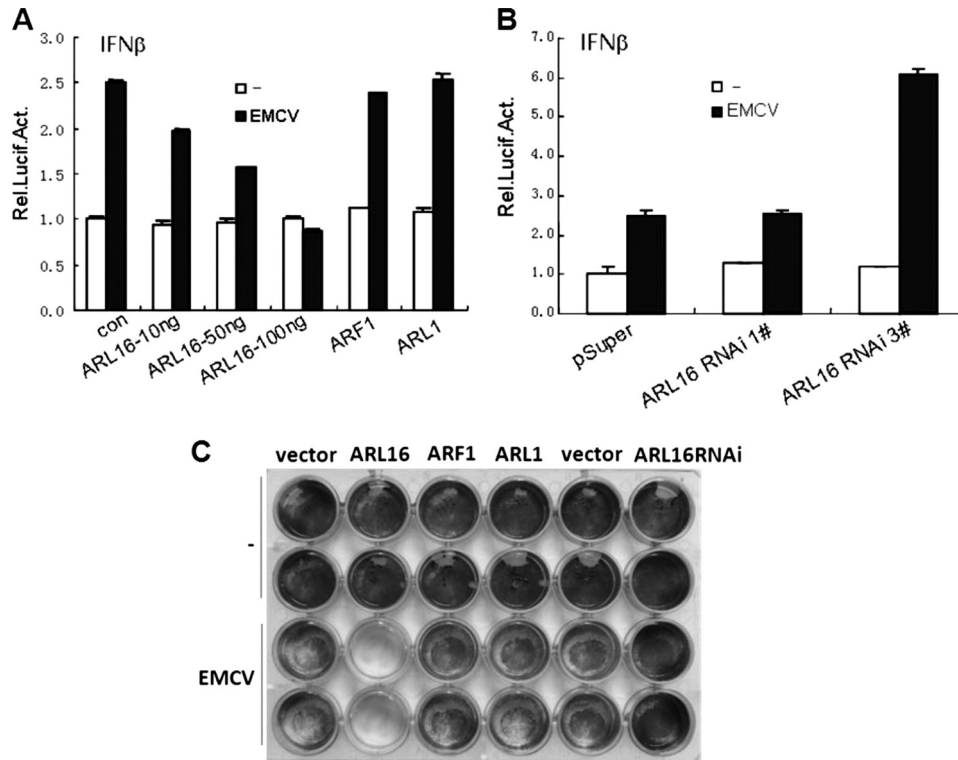 A
IFNβ
Rel.Lucif.Act.
3.0
2.5
2.0
1.5
1.0
0.5
0.0
–
EMCV
con
ARL16-10ng
ARL16-50ng
ARL16-100ng
ARF1
ARL1
B
IFNβ
Rel.Lucif.Act.
7.0
6.0
5.0
4.0
3.0
2.0
1.0
0.0
–
EMCV
pSuper
ARL16 RNAi 1#
ARL16 RNAi 3#
C
vector ARL16 ARF1 ARL1 vector ARL16RNAi
-
EMCV